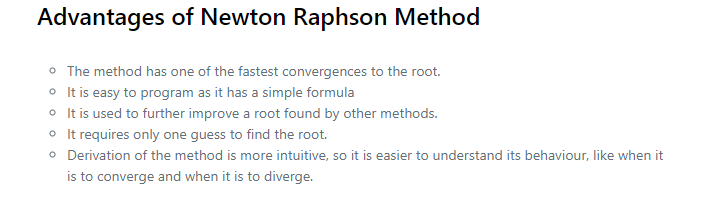 Advantages of Newton Raphson Method
The method has one of the fastest convergences to the root.
It is easy to program as it has a simple formula
It is used to further improve a root found by other methods.
It requires only one guess to find the root.
Derivation of the method is more intuitive, so it is easier to understand its behaviour, like when it
is to converge and when it is to diverge.